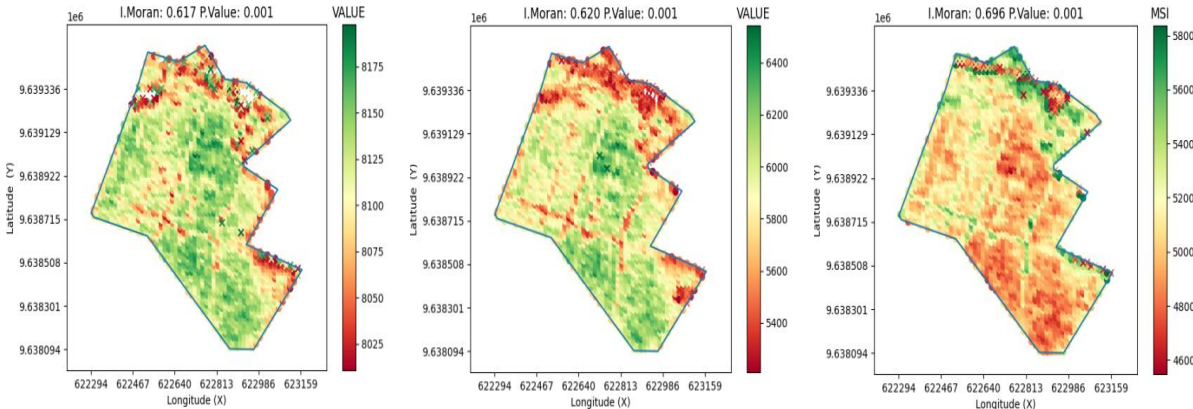 I.Moran: 0.617 P.Value: 0.001
VALUE
1e6
9.639336
9.639129
9.638922
9.638715
9.638508
9.638301
9.638094
Latitude (Y)
622294 622467 622640 622813 622986 623159
Longitude (X)
8175
8150
8125
8100
8075
8050
8025
I.Moran: 0.620 P.Value: 0.001
VALUE
1e6
9.639336
9.639129
9.638922
9.638715
9.638508
9.638301
9.638094
Latitude (Y)
622294 622467 622640 622813 622986 623159
Longitude (X)
6400
6200
6000
5800
5600
5400
I.Moran: 0.696 P.Value: 0.001
MSI
1e6
9.639336
9.639129
9.638922
9.638715
9.638508
9.638301
9.638094
Latitude (Y)
622294 622467 622640 622813 622986 623159
Longitude (X)
5800
5600
5400
5200
5000
4800
4600